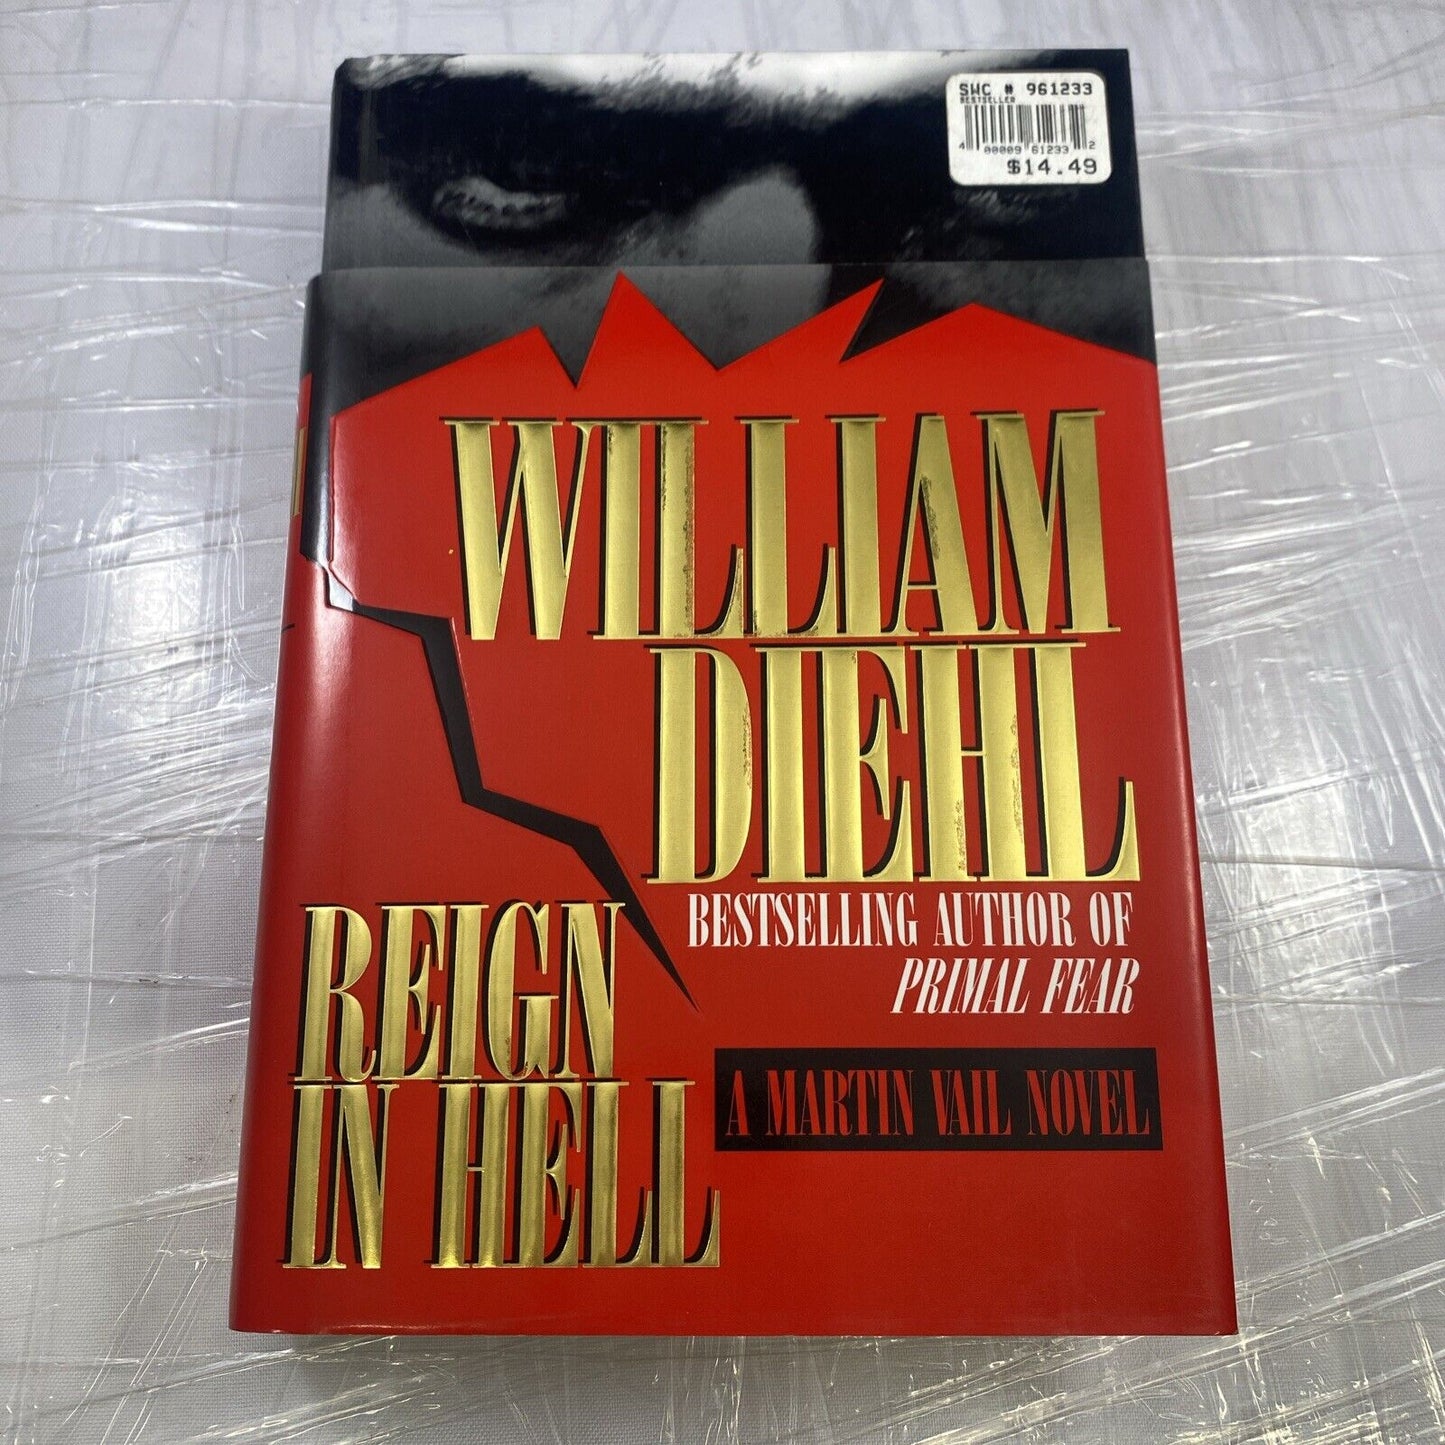 SWC # 961233
BESTSELLER
4 00009 61233 2
$14.49
WILLIAM
DIEHL
BESTSELLING AUTHOR OF
PRIMAL FEAR
REIGN
IN HELL
A MARTIN VAIL NOVEL